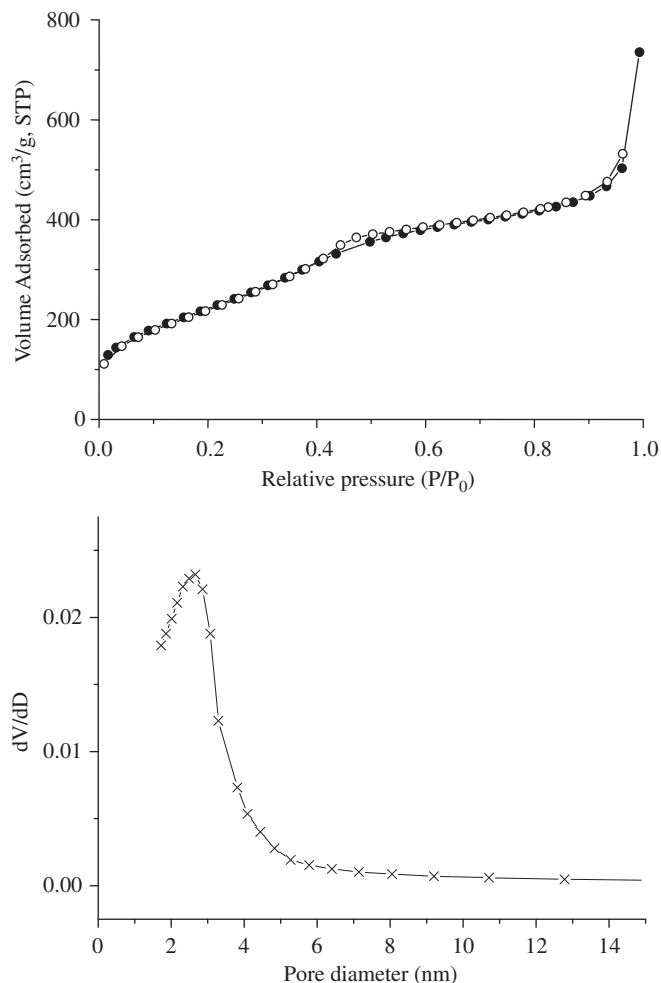 800
600
400
200
0
Volume Adsorbed (cm³/g, STP)
0.0 0.2 0.4 0.6 0.8 1.0
Relative pressure (P/P₀)
0.02
0.01
0.00
dV/dD
0 2 4 6 8 10 12 14
Pore diameter (nm)